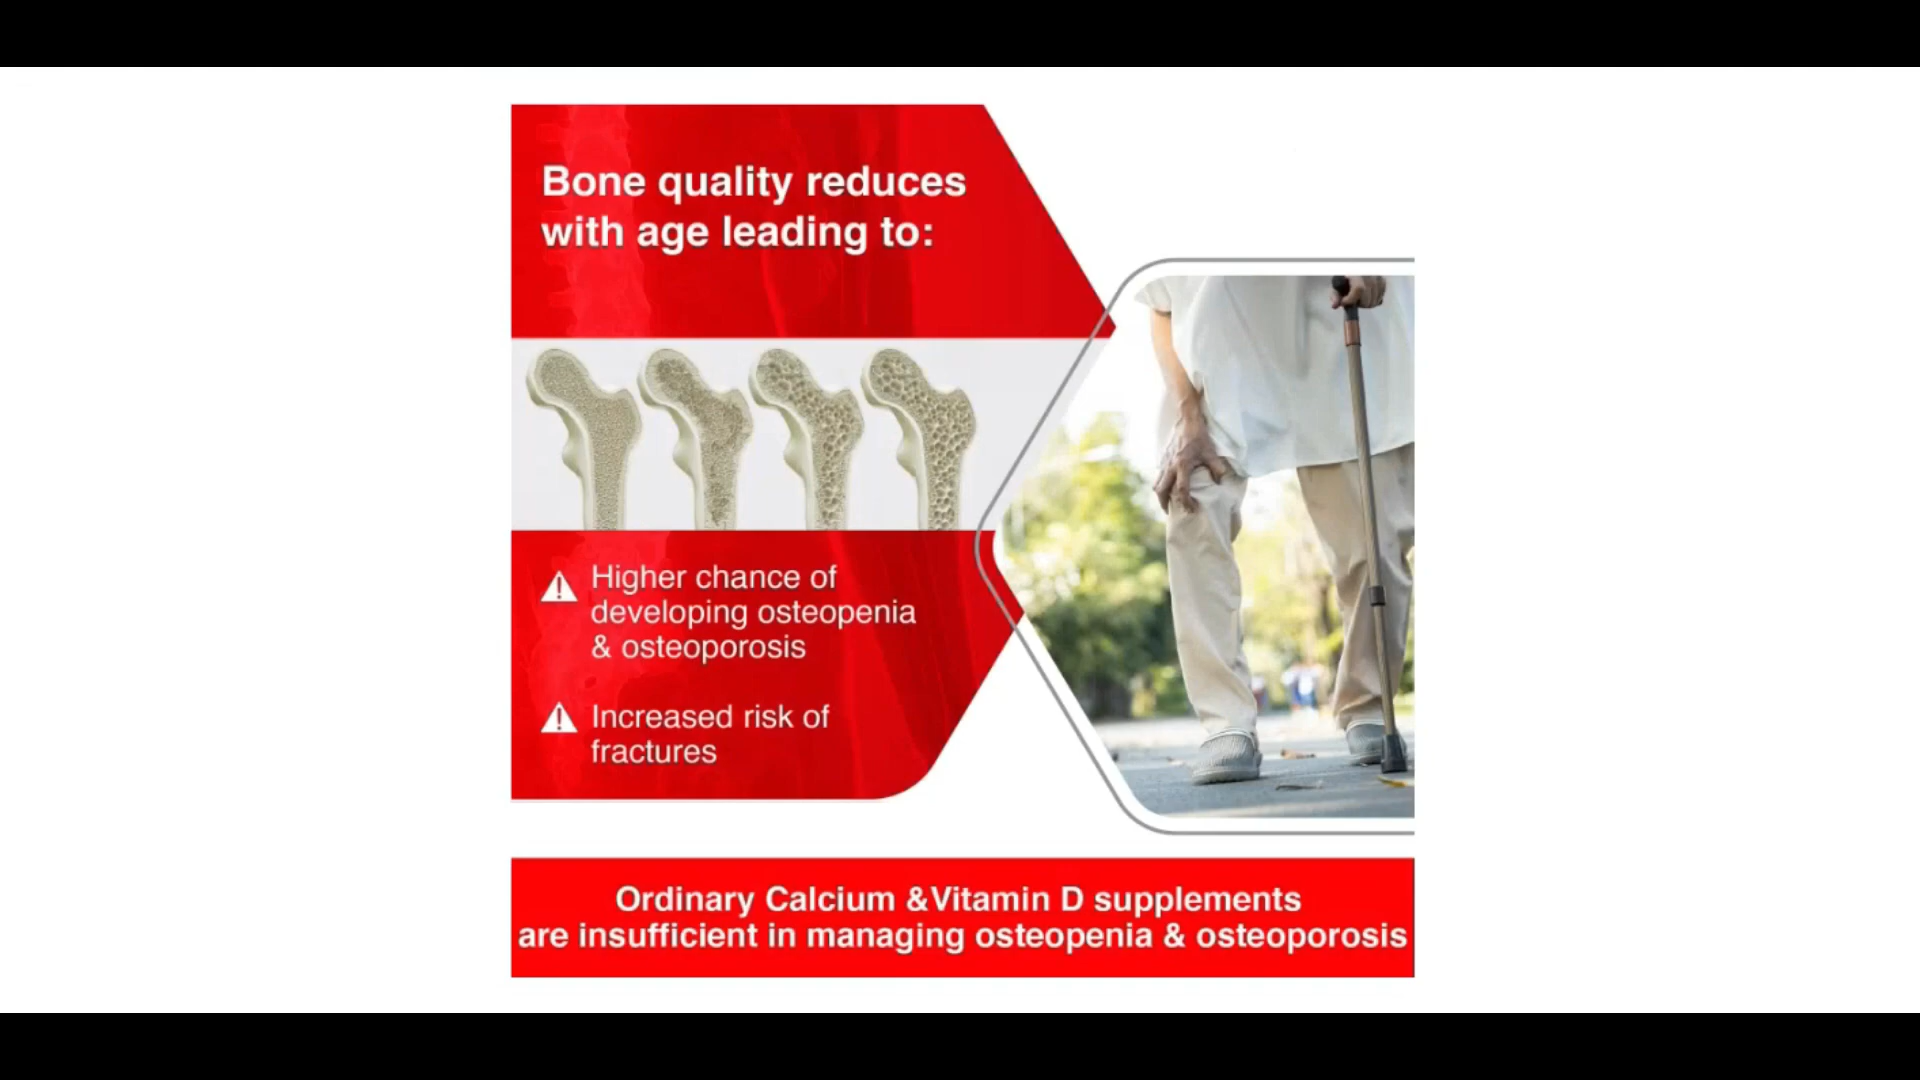 Bone quality reduces
with age leading to:
Higher chance of
developing osteopenia
& osteoporosis
Increased risk of
fractures
Ordinary Calcium &Vitamin D supplements
are insufficient in managing osteopenia & osteoporosis